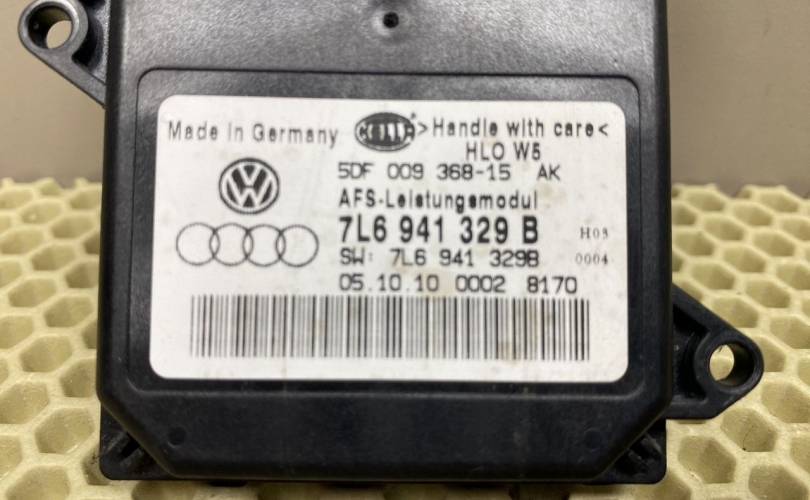 Made in Germany HELLA >Handle with care<
HLO W5
5DF 009 368-15 AK
AFS-Leistungsmodul
7L6 941 329 B H03
SW: 7L6 941 329B 0004
05.10.10 0002 8170